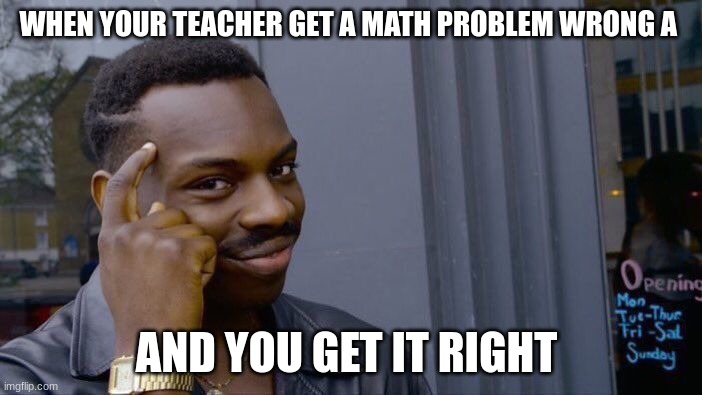 WHEN YOUR TEACHER GET A MATH PROBLEM WRONG A
AND YOU GET IT RIGHT
Opening
Mon
Tue-Thur
Fri-Sat
Sunday
imgflip.com